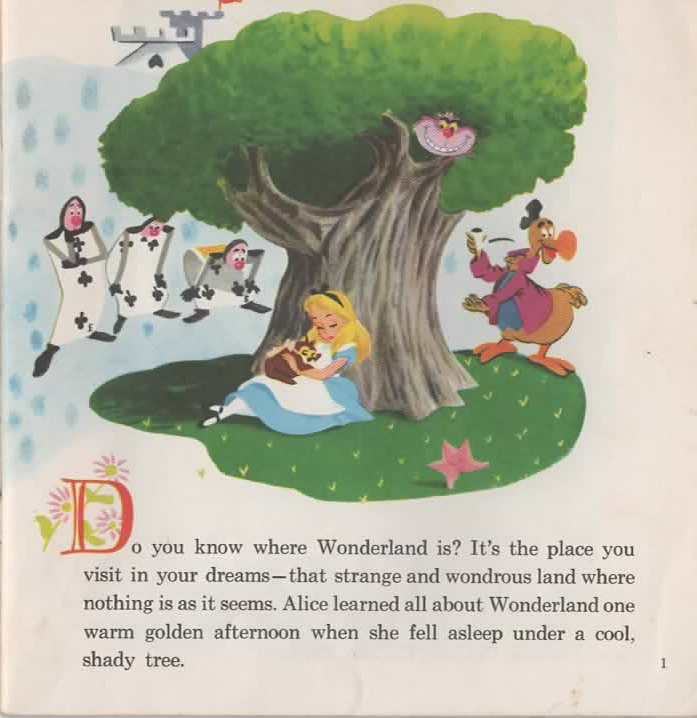 Do you know where Wonderland is? It's the place you
visit in your dreams—that strange and wondrous land where
nothing is as it seems. Alice learned all about Wonderland one
warm golden afternoon when she fell asleep under a cool,
shady tree.
1